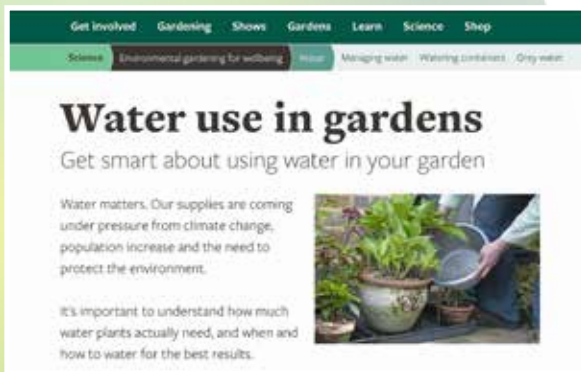 Get involved Gardening Shows Gardens Learn Science Shop
Science Environmental gardening for wellbeing Water Managing water Watering containers Grey water
Water use in gardens
Get smart about using water in your garden
Water matters. Our supplies are coming
under pressure from climate change,
population increase and the need to
protect the environment.
It's important to understand how much
water plants actually need, and when and
how to water for the best results.